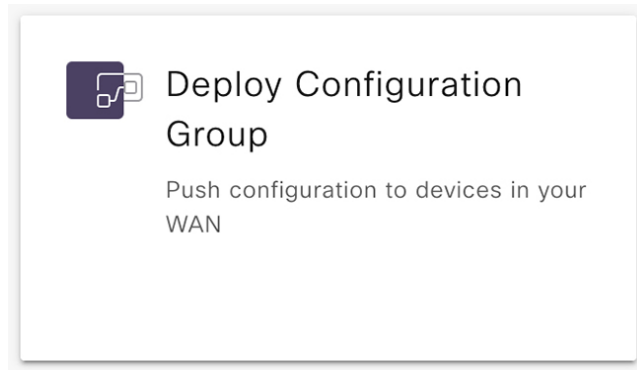 Deploy Configuration
Group
Push configuration to devices in your
WAN